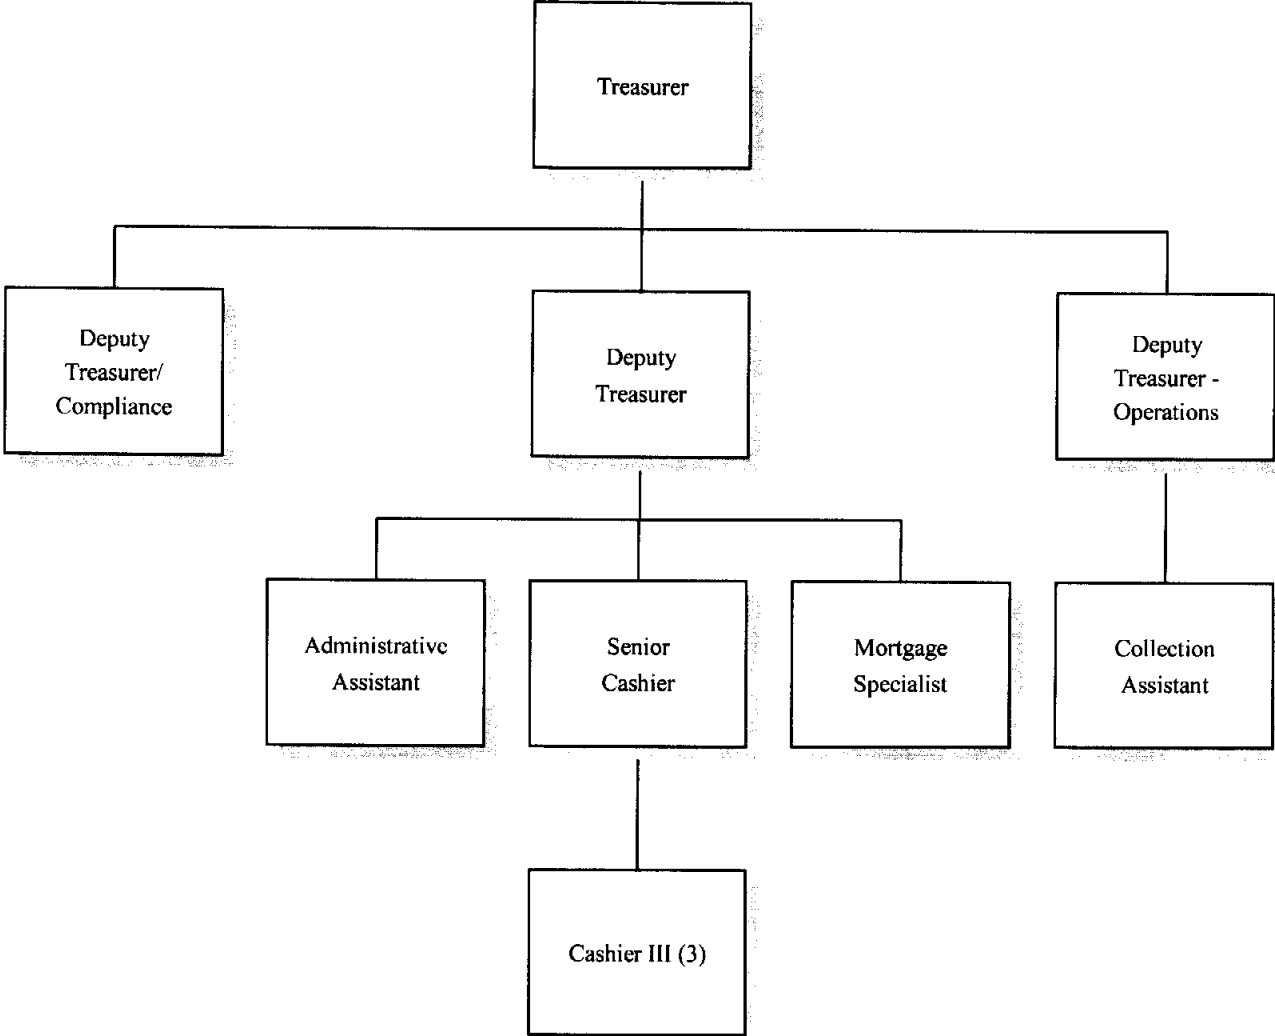 Treasurer
Deputy
Treasurer/
Compliance
Deputy
Treasurer
Deputy
Treasurer -
Operations
Administrative
Assistant
Senior
Cashier
Mortgage
Specialist
Collection
Assistant
Cashier III (3)